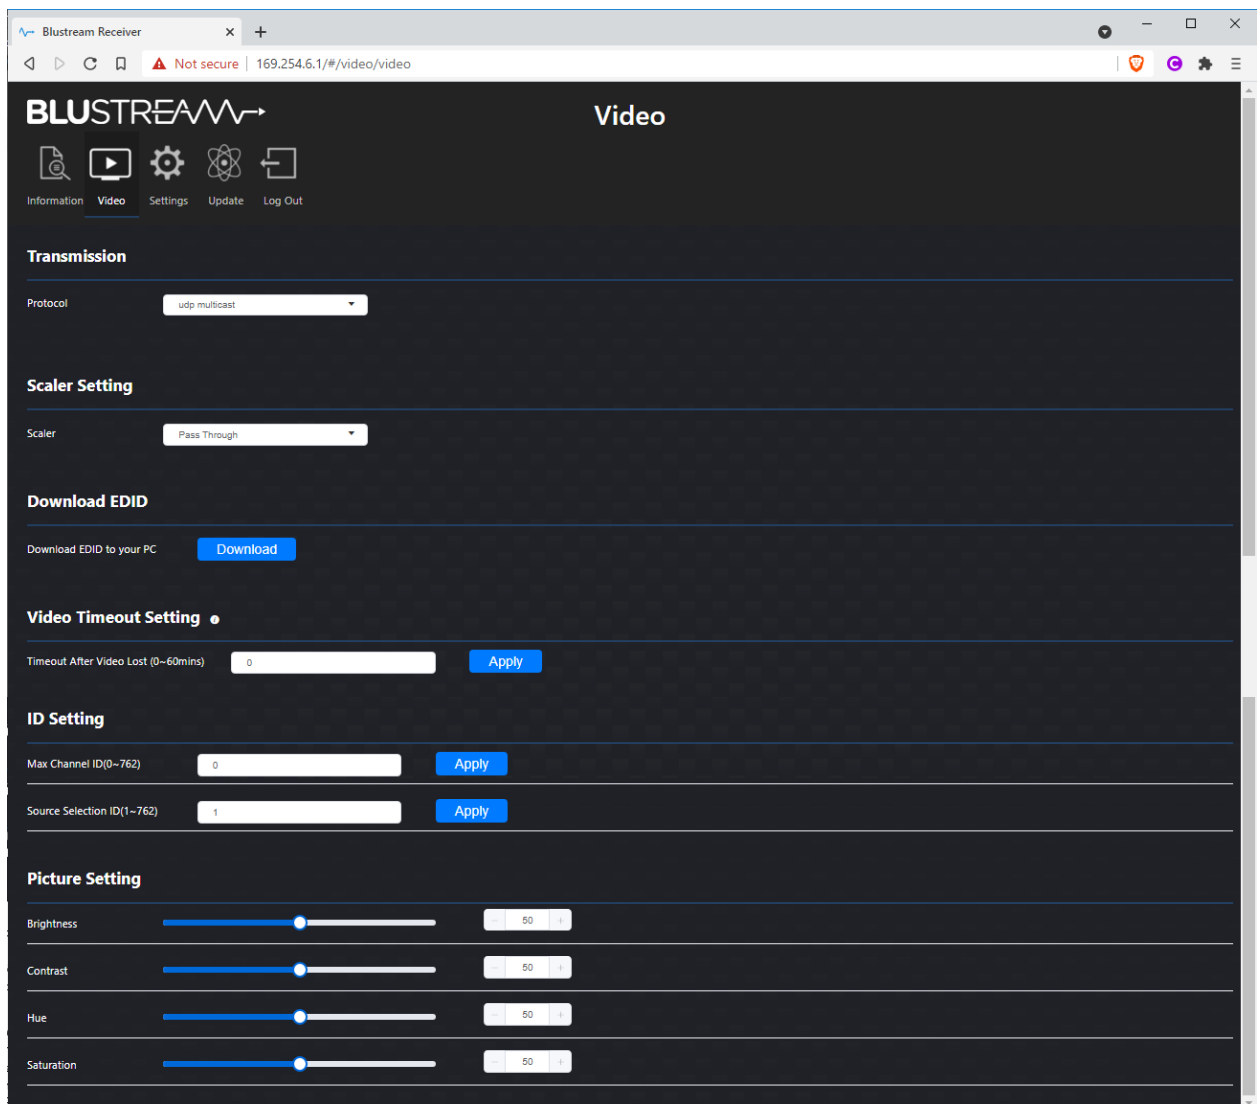 Blustream Receiver
Not secure | 169.254.6.1/#/video/video
BLUSTREAM
Video
Information Video Settings Update Log Out
Transmission
Protocol udp multicast
Scaler Setting
Scaler Pass Through
Download EDID
Download EDID to your PC Download
Video Timeout Setting
Timeout After Video Lost (0~60mins) 0 Apply
ID Setting
Max Channel ID(0~762) 0 Apply
Source Selection ID(1~762) 1 Apply
Picture Setting
Brightness - 50 +
Contrast - 50 +
Hue - 50 +
Saturation - 50 +